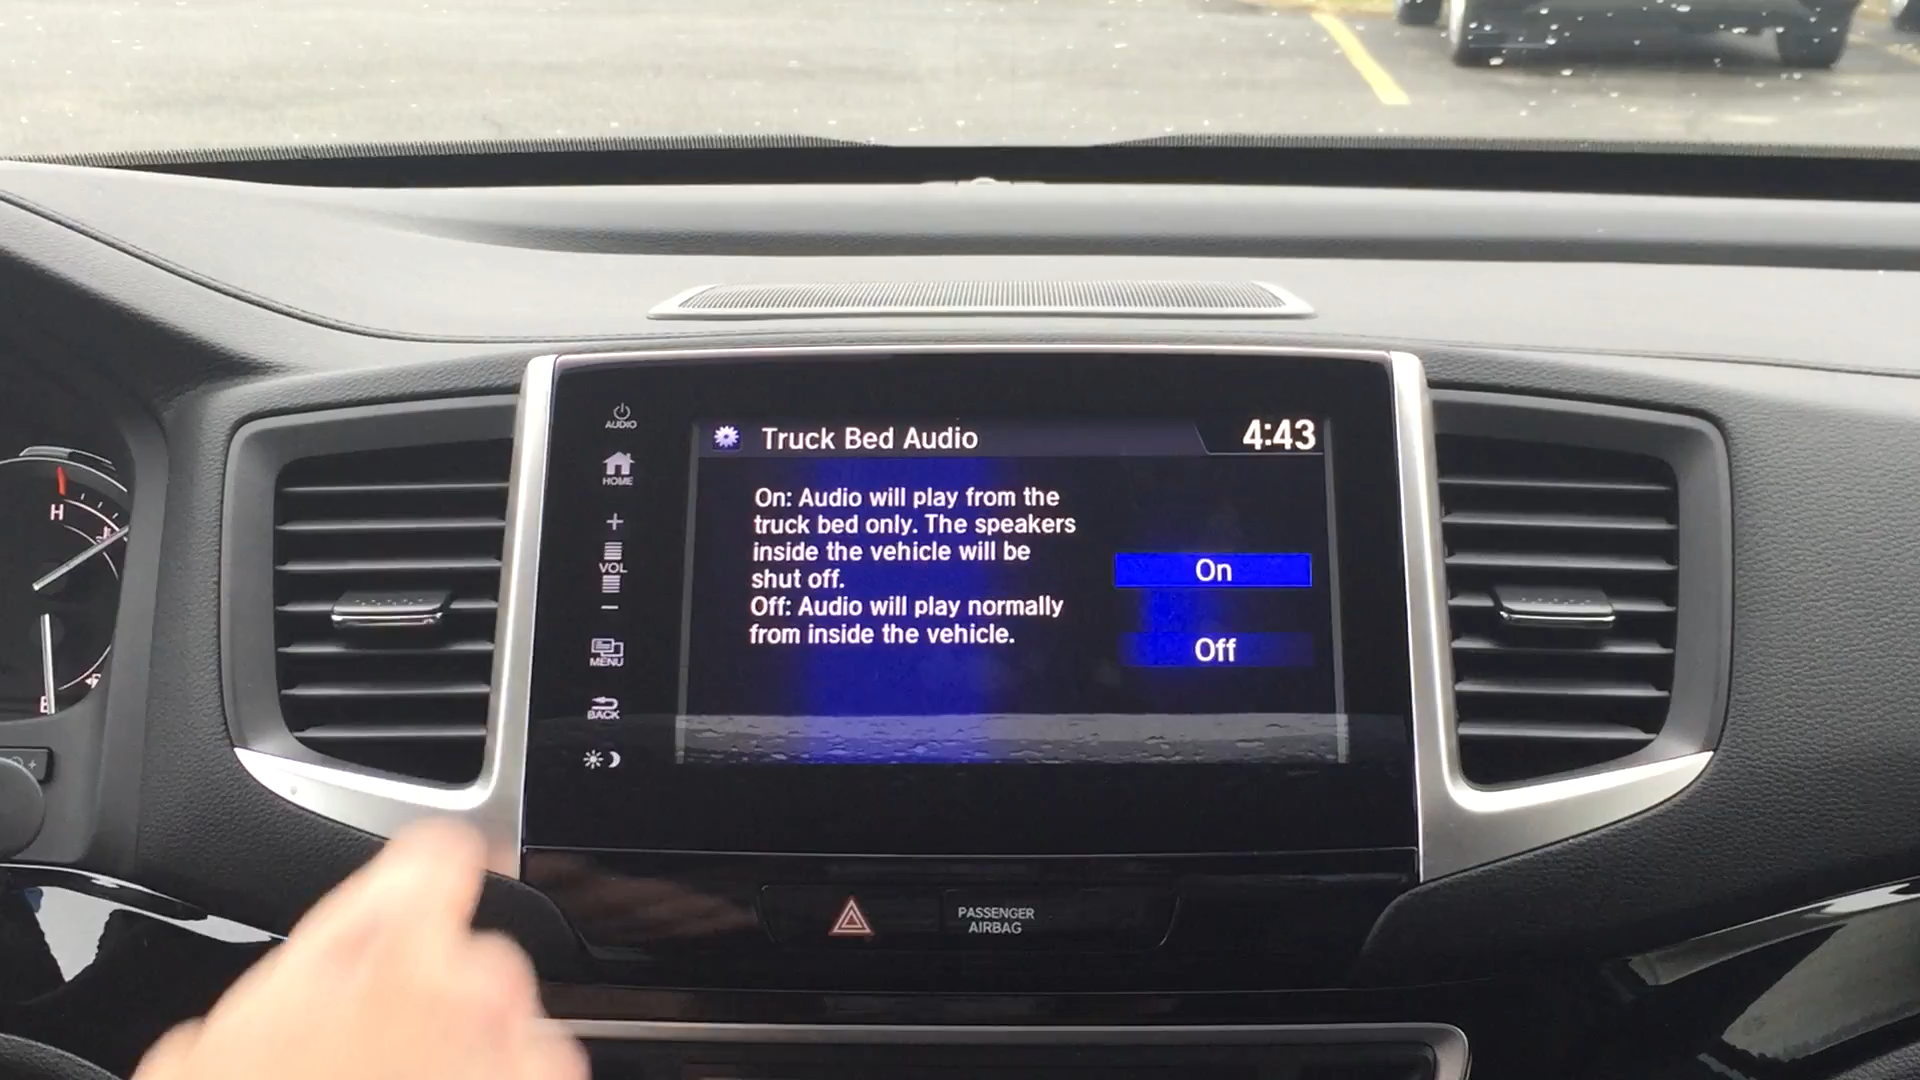 AUDIO
HOME
+
VOL
−
MENU
BACK
Truck Bed Audio
4:43
On: Audio will play from the
truck bed only. The speakers
inside the vehicle will be
shut off.
Off: Audio will play normally
from inside the vehicle.
On
Off
H
PASSENGER
AIRBAG